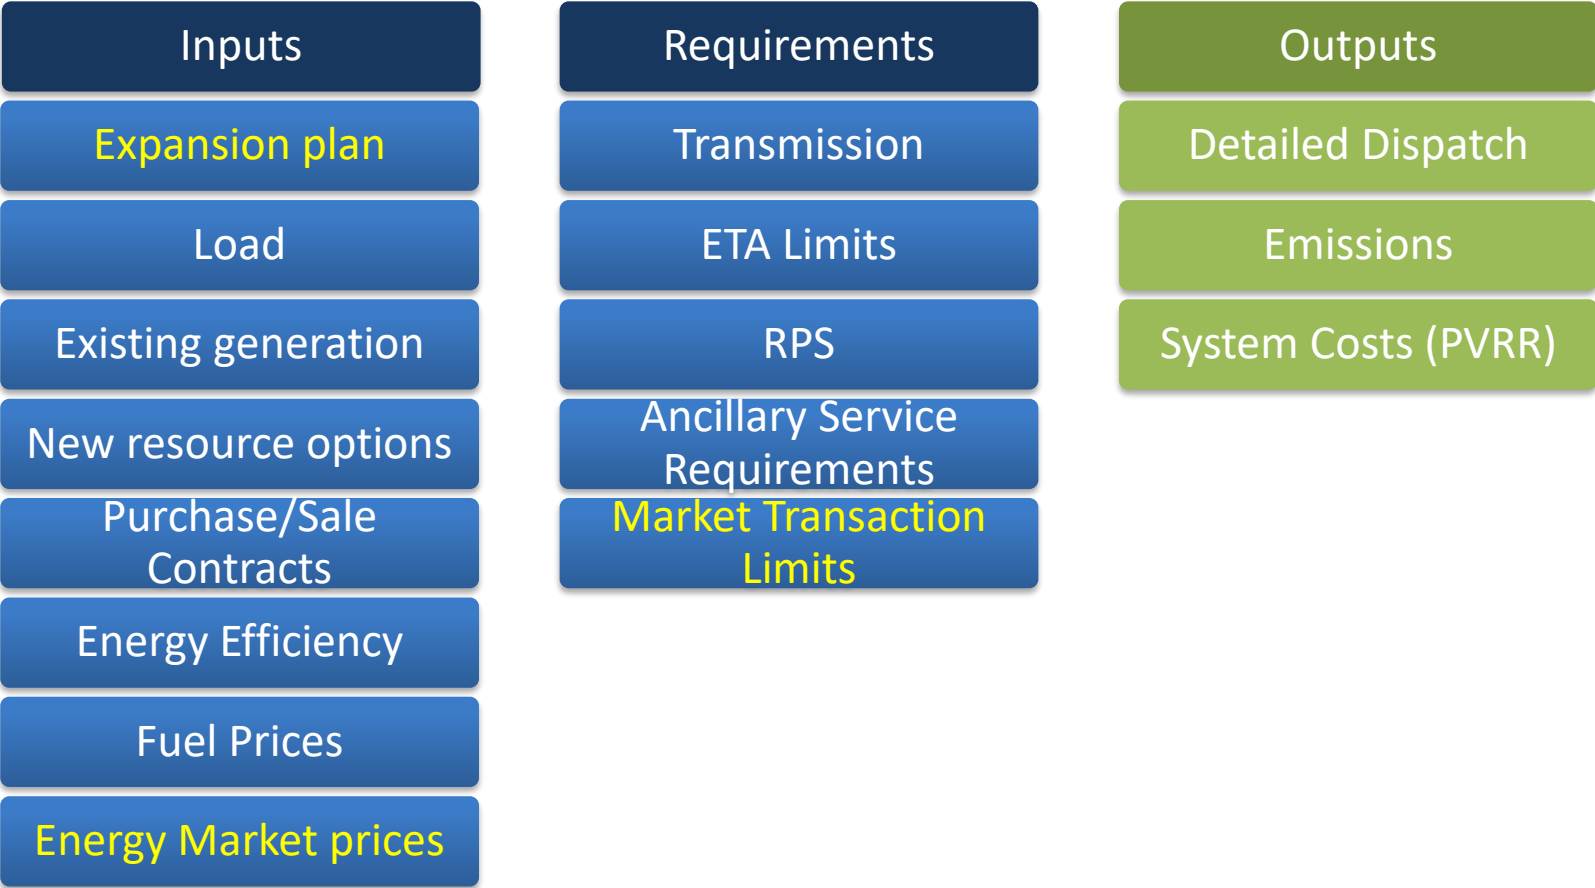 Inputs
Expansion plan
Load
Existing generation
New resource options
Purchase/Sale
Contracts
Energy Efficiency
Fuel Prices
Energy Market prices
Requirements
Transmission
ETA Limits
RPS
Ancillary Service
Requirements
Market Transaction
Limits
Outputs
Detailed Dispatch
Emissions
System Costs (PVRR)